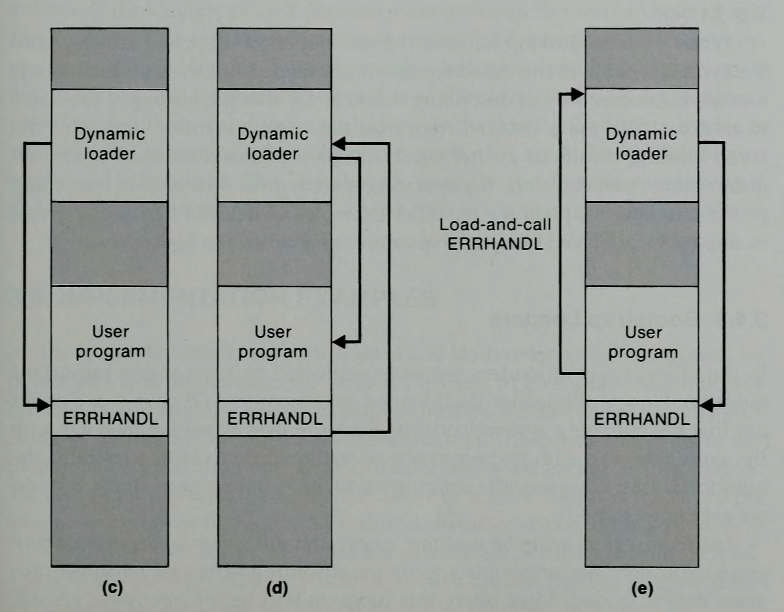 Dynamic
loader
User
program
ERRHANDL
(c)
Dynamic
loader
User
program
ERRHANDL
(d)
Load-and-call
ERRHANDL
Dynamic
loader
User
program
ERRHANDL
(e)